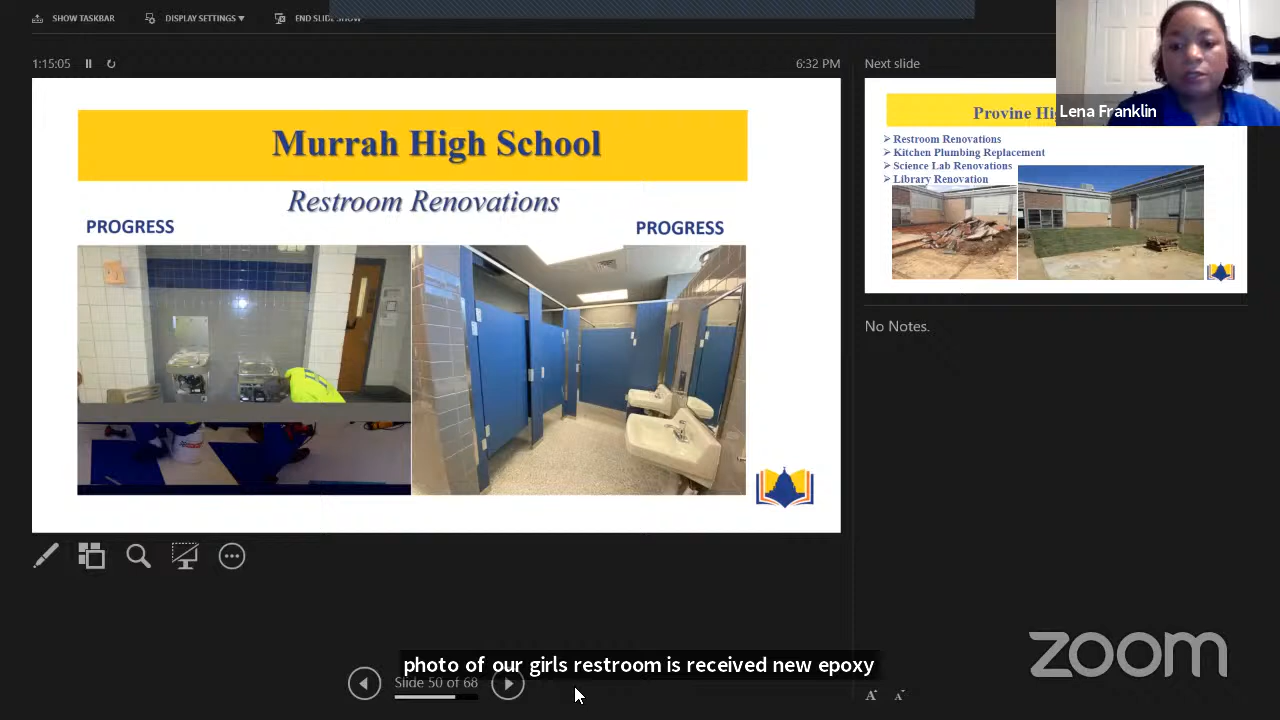 SHOW TASKBAR
DISPLAY SETTINGS
END SLIDE SHOW
1:15:05
6:32 PM
Next slide
Lena Franklin
Murrah High School
Restroom Renovations
PROGRESS
PROGRESS
Provine Hi
Restroom Renovations
Kitchen Plumbing Replacement
Science Lab Renovations
Library Renovation
No Notes.
photo of our girls restroom is received new epoxy
Slide 50 of 68
zoom